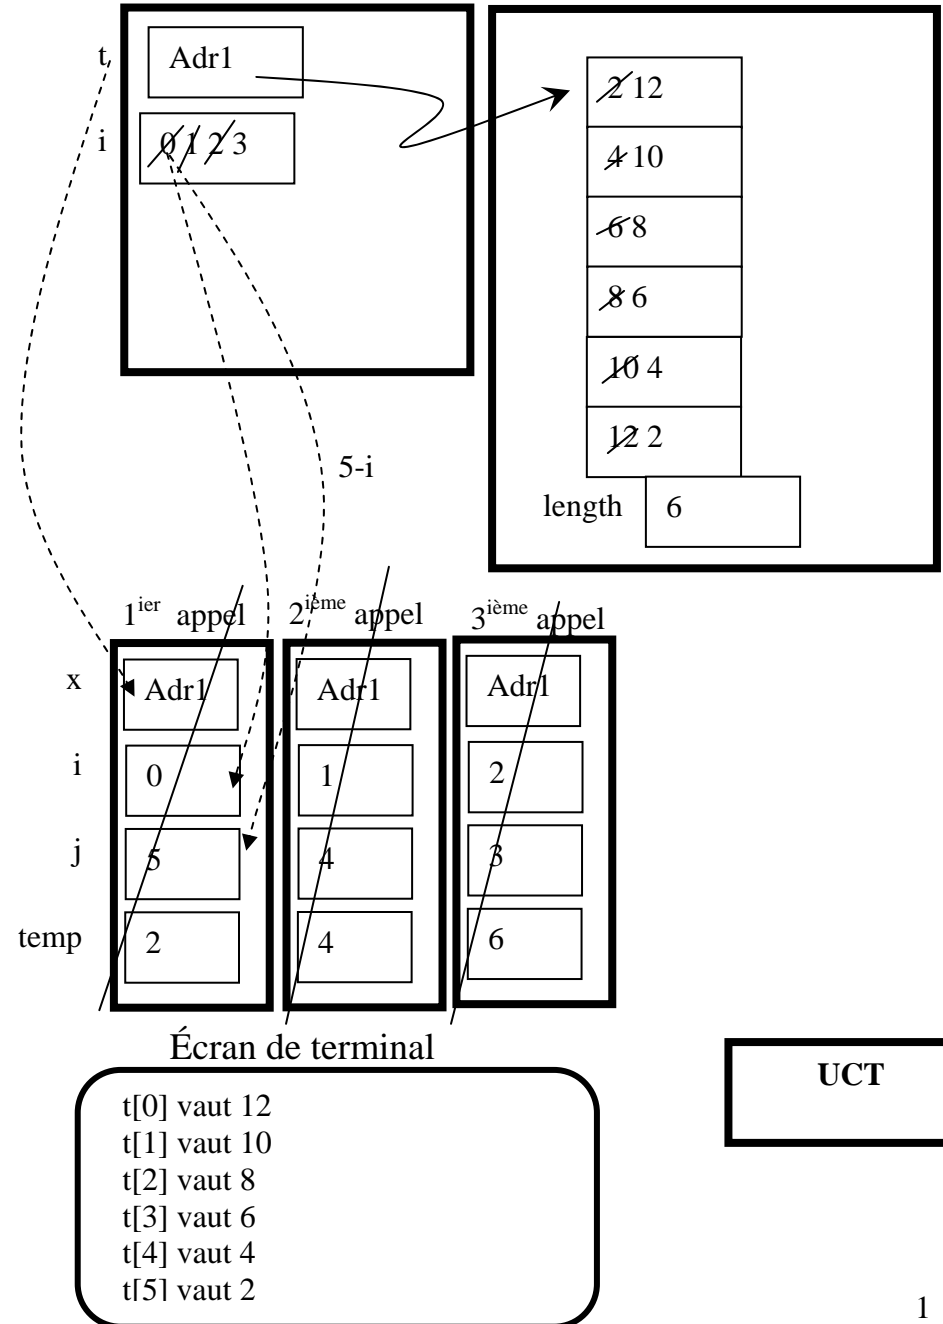 t Adr1
i 0 1 2 3
2 12
4 10
6 8
8 6
10 4
12 2
length 6
5-i
1ier appel 2ième appel 3ième appel
x Adr1 Adr1 Adr1
i 0 1 2
j 5 4 3
temp 2 4 6
Écran de terminal
t[0] vaut 12
t[1] vaut 10
t[2] vaut 8
t[3] vaut 6
t[4] vaut 4
t[5] vaut 2
UCT
1